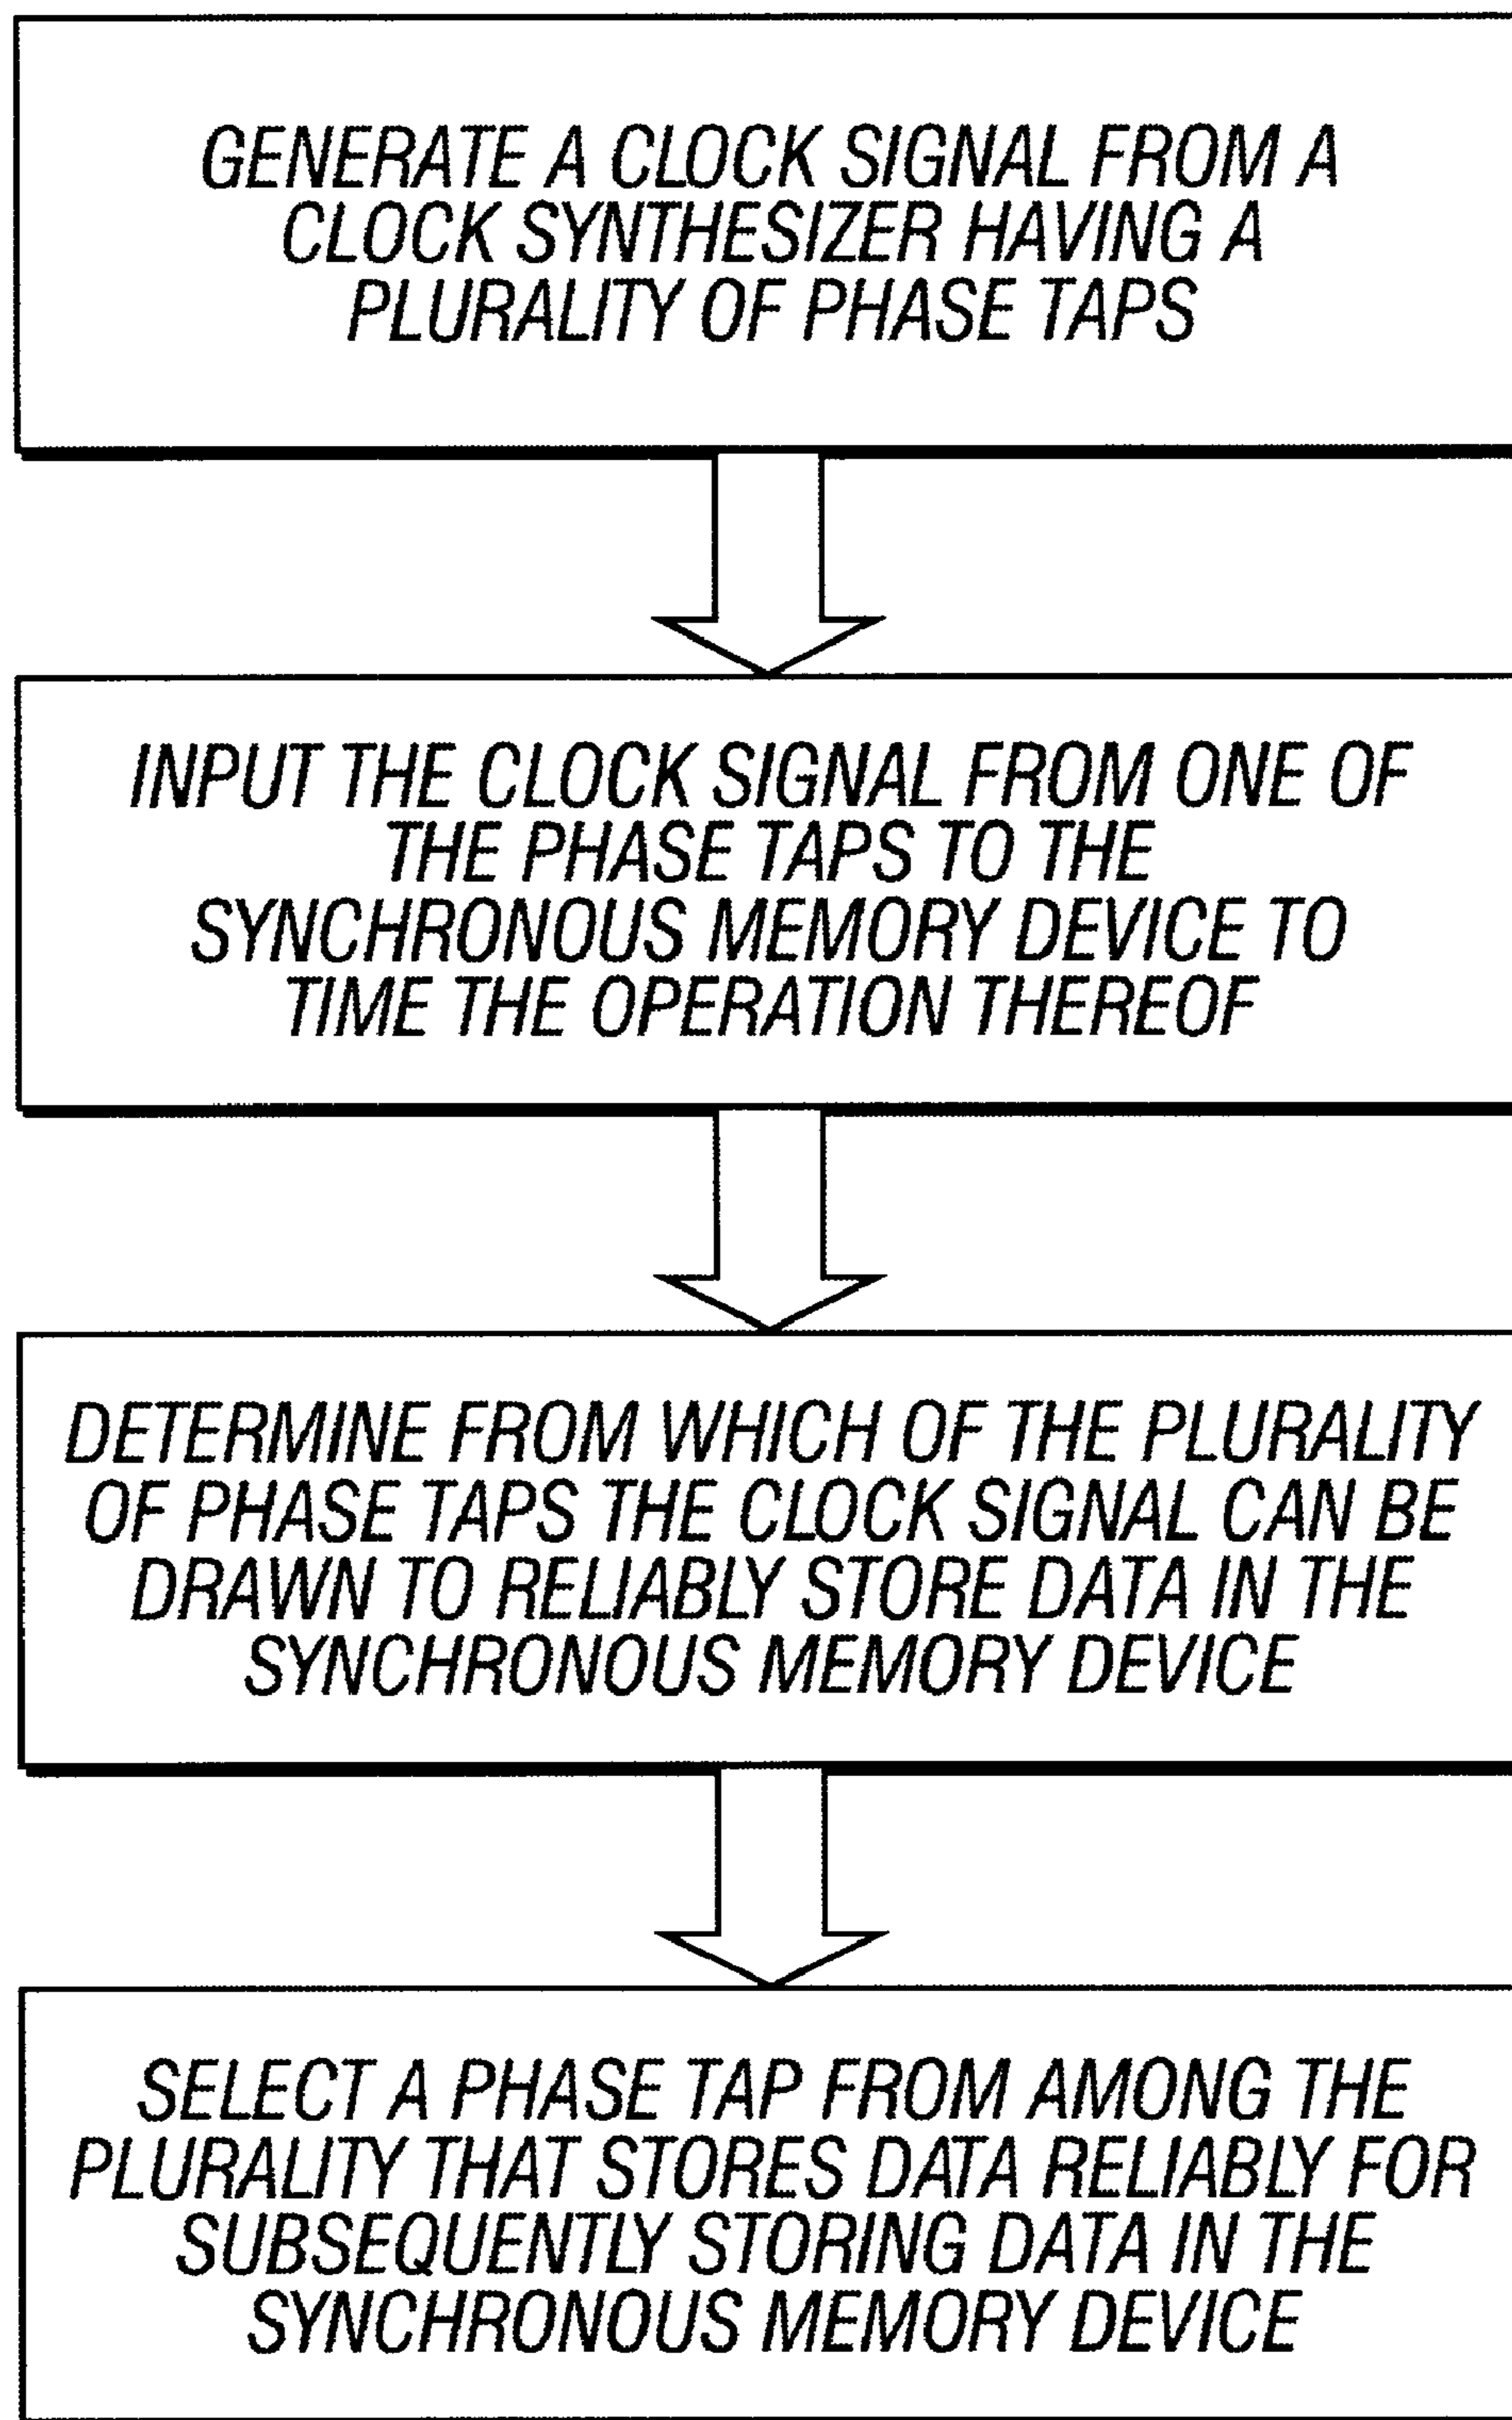 GENERATE A CLOCK SIGNAL FROM A
CLOCK SYNTHESIZER HAVING A
PLURALITY OF PHASE TAPS
INPUT THE CLOCK SIGNAL FROM ONE OF
THE PHASE TAPS TO THE
SYNCHRONOUS MEMORY DEVICE TO
TIME THE OPERATION THEREOF
DETERMINE FROM WHICH OF THE PLURALITY
OF PHASE TAPS THE CLOCK SIGNAL CAN BE
DRAWN TO RELIABLY STORE DATA IN THE
SYNCHRONOUS MEMORY DEVICE
SELECT A PHASE TAP FROM AMONG THE
PLURALITY THAT STORES DATA RELIABLY FOR
SUBSEQUENTLY STORING DATA IN THE
SYNCHRONOUS MEMORY DEVICE